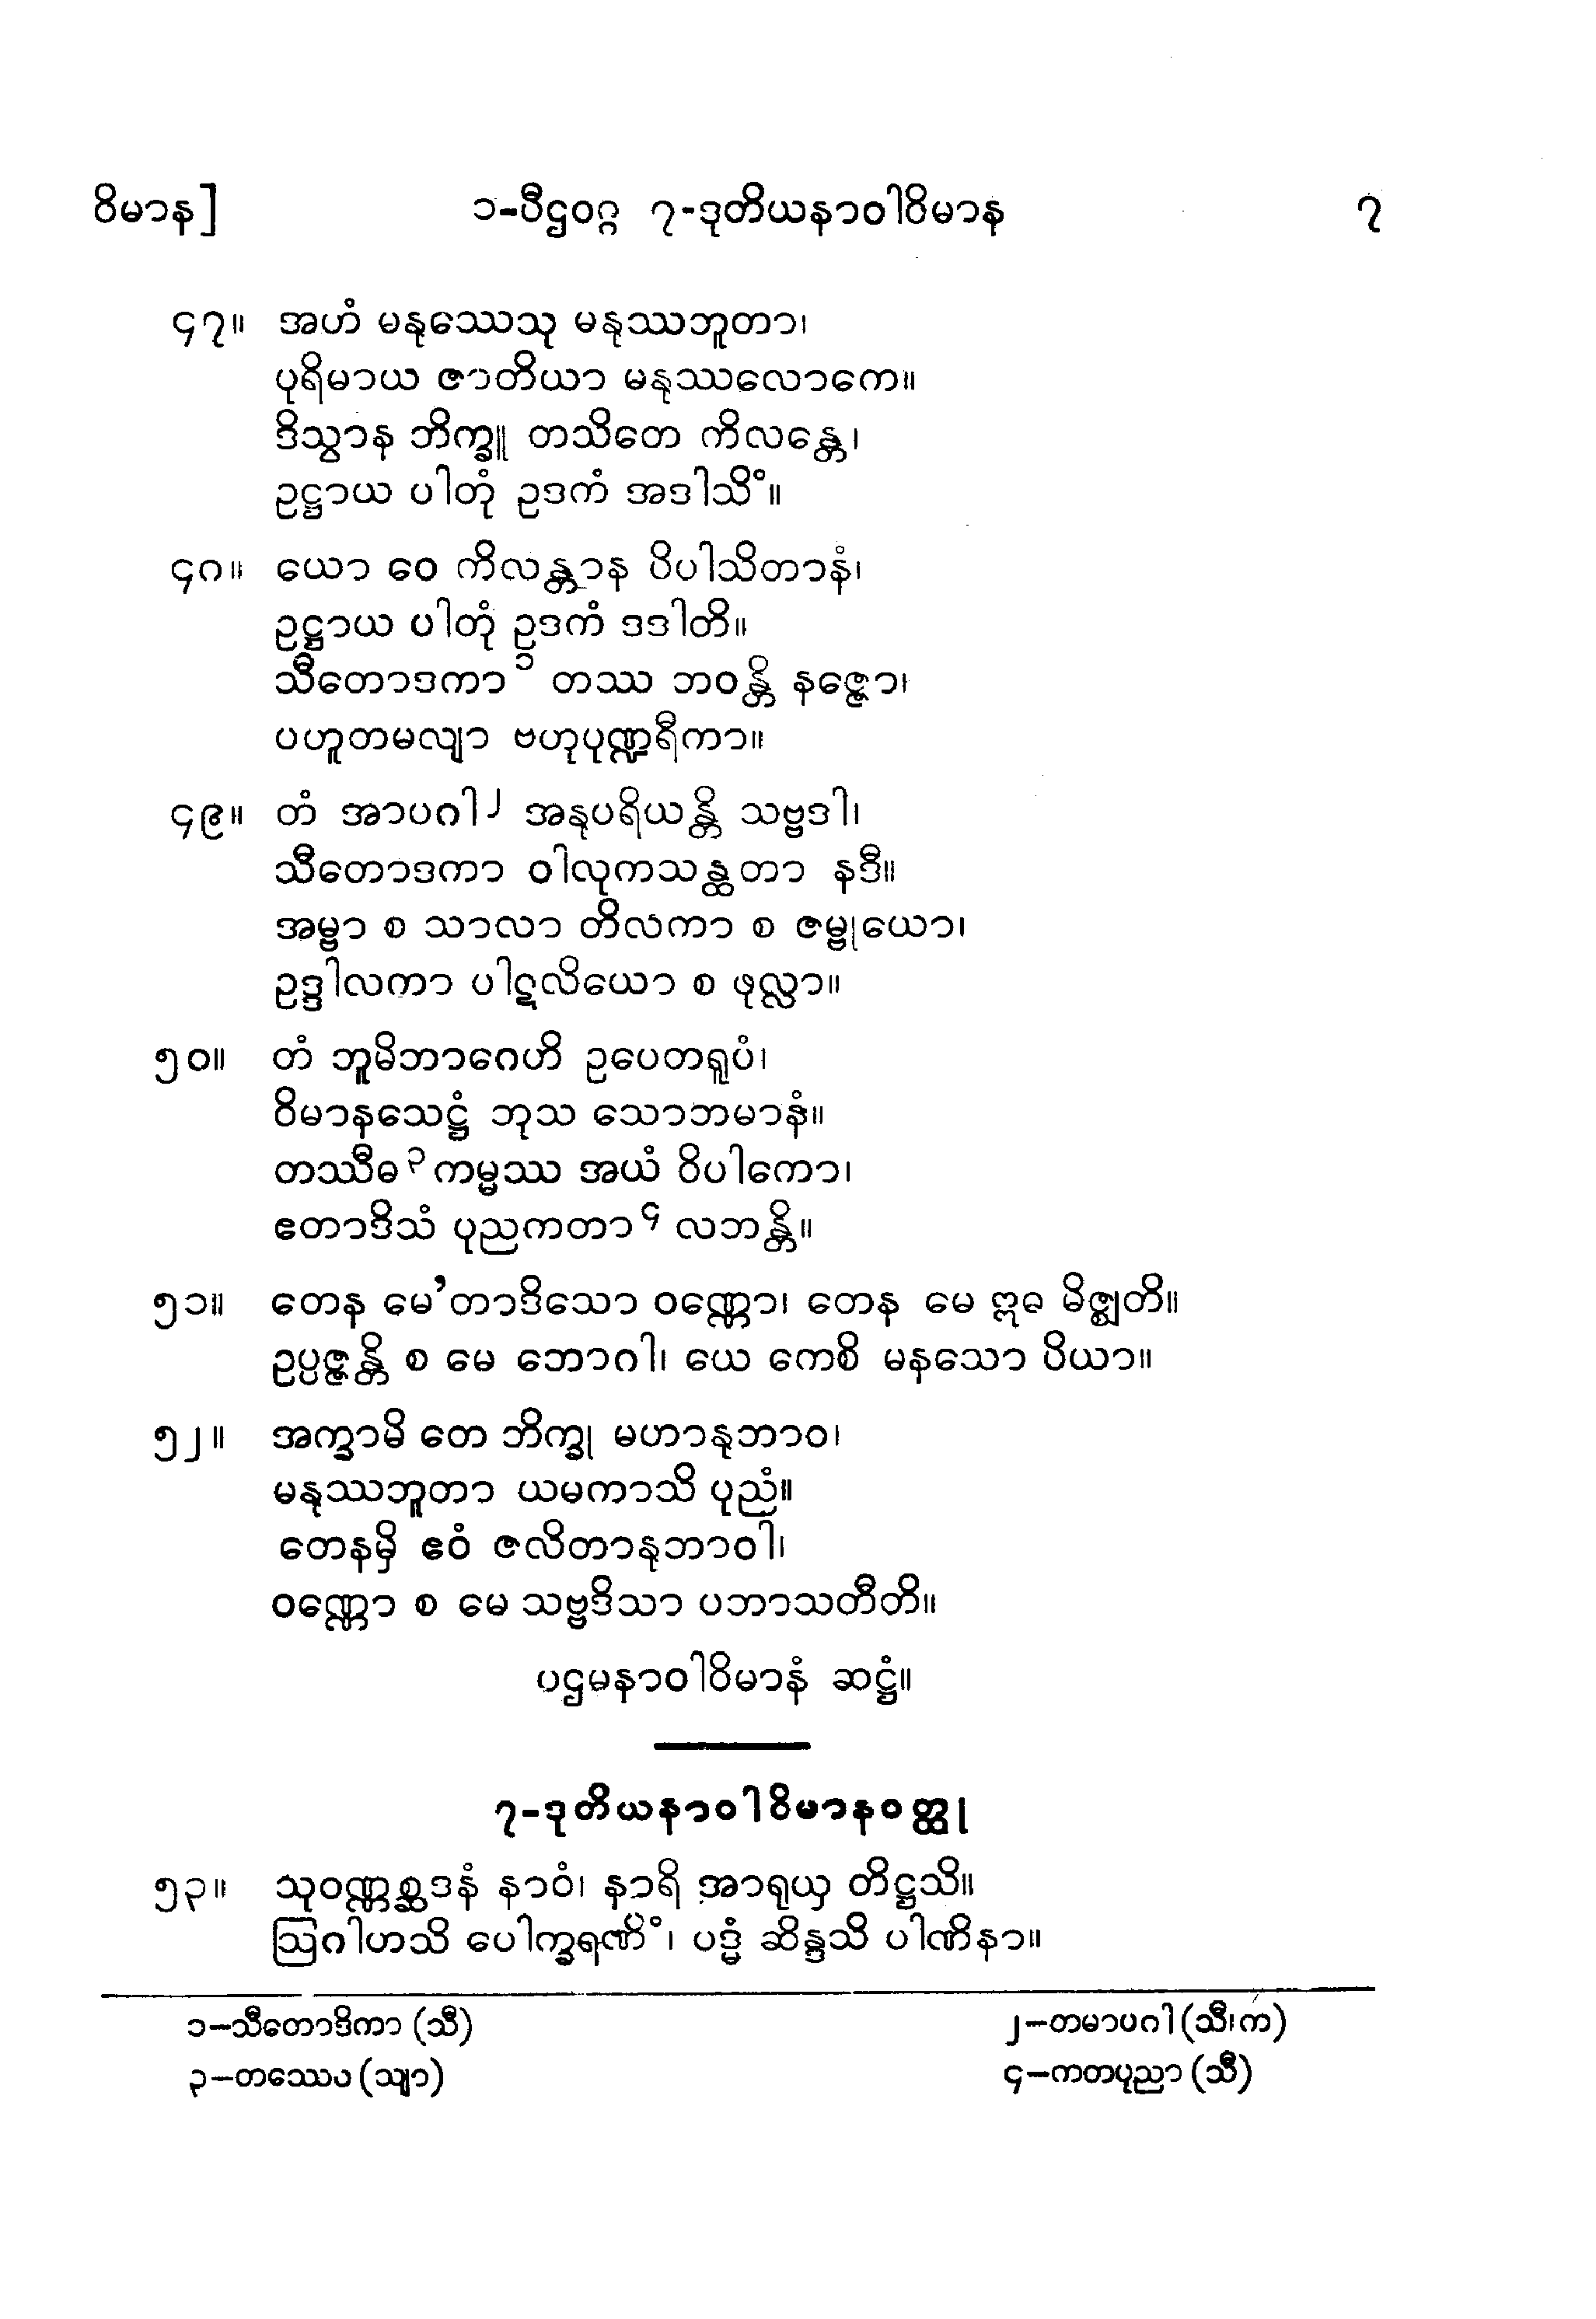 ဝိမာန]	၁-ပီဌဝဂ္ဂ ၇-ဒုတိယနာဝါဝိမာန	၇
၄၇။ အဟံ မနုဿေသု မနုဿဘူတာ၊
ပုရိမာယ ဇာတိယာ မနုဿလောကေ။
ဒိသွာန ဘိက္ခူ တသိတေ ကိလန္တေ၊
ဥဋ္ဌာယ ပါတုံ ဥဒကံ အဒါသိံ။
၄၈။ ယော ဝေ ကိလန္တာန ပိပါသိတာနံ၊
ဥဋ္ဌာယ ပါတုံ ဥဒကံ ဒဒါတိ။
သီတောဒကာ ၁ တဿ ဘဝန္တိ နဇ္ဇော၊
ပဟူတမလျာ ဗဟုပုဏ္ဍရီကာ။
၄၉။ တံ အာပဂါ ၂ အနုပရိယန္တိ သဗ္ဗဒါ၊
သီတောဒကာ ဝါလုကသန္ထတာ နဒီ။
အမ္ဗာ စ သာလာ တိလကာ စ ဇမ္ဗုယော၊
ဥဒ္ဒါလကာ ပါဋလိယော စ ဖုလ္လာ။
၅၀။ တံ ဘူမိဘာဂေဟိ ဥပေတရူပံ၊
ဝိမာနသေဋ္ဌံ ဘုသ သောဘမာနံ။
တဿီဓ ၃ ကမ္မဿ အယံ ဝိပါကော၊
ဧတာဒိသံ ပုညကတာ ၄ လဘန္တိ။
၅၁။ တေန မေ’တာဒိသော ဝဏ္ဏော၊ တေန မေ ဣဓ မိဇ္ဈတိ။
ဥပ္ပဇ္ဇန္တိ စ မေ ဘောဂါ၊ ယေ ကေစိ မနသော ပိယာ။
၅၂။ အက္ခာမိ တေ ဘိက္ခု မဟာနုဘာဝ၊
မနုဿဘူတာ ယမကာသိ ပုညံ။
တေနမှိ ဧဝံ ဇလိတာနုဘာဝါ၊
ဝဏ္ဏော စ မေ သဗ္ဗဒိသာ ပဘာသတီတိ။
ပဌမနာဝါဝိမာနံ ဆဋ္ဌံ။
၇-ဒုတိယနာဝါဝိမာနဝတ္ထု
၅၃။ သုဝဏ္ဏစ္ဆဒနံ နာဝံ၊ နာရိ အာရုယှ တိဋ္ဌသိ။
ဩဂါဟသိ ပေါက္ခရဏိံ၊ ပဒ္မံ ဆိန္ဒသိ ပါဏိနာ။
၁–သီတောဒိကာ (သီ)	၂–တမာပဂါ (သီ၊က)
၃–တဿေဝ (သျာ)	၄–ကတပုညာ (သီ)